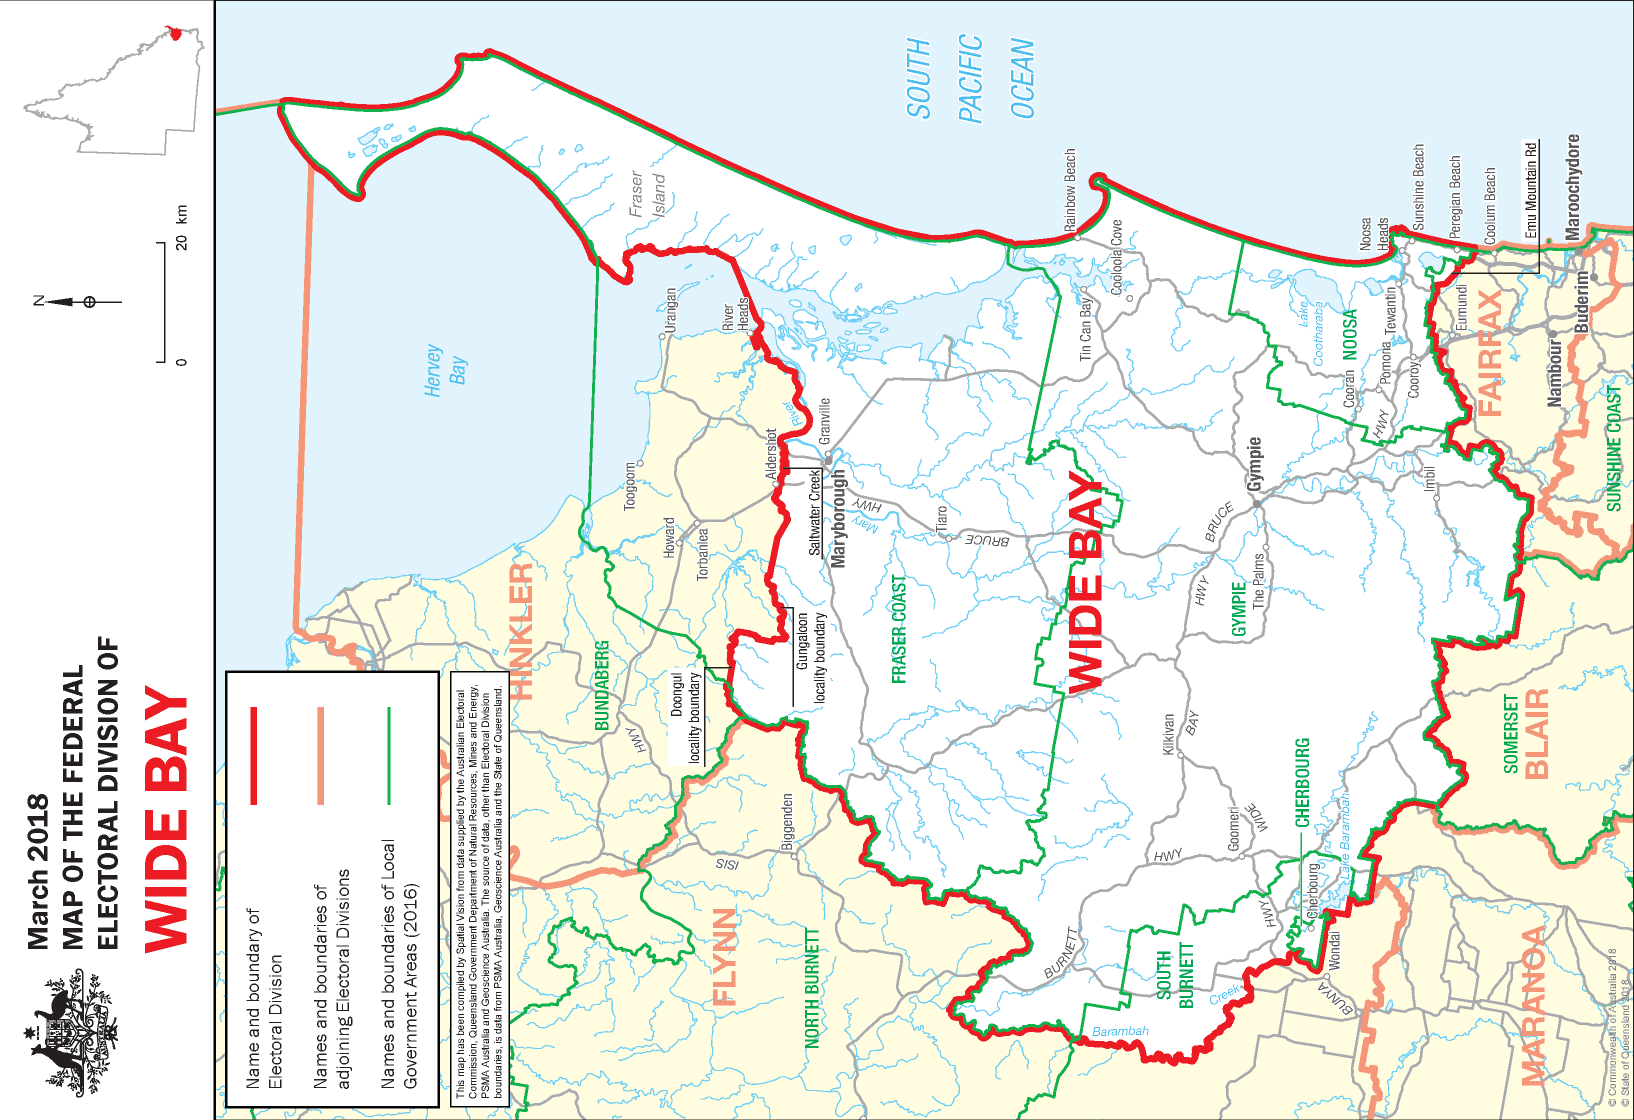 March 2018
MAP OF THE FEDERAL
ELECTORAL DIVISION OF
WIDE BAY
N
0
20 km
AUSTRALIA
Name and boundary of
Electoral Division
Names and boundaries of
adjoining Electoral Divisions
Names and boundaries of Local
Government Areas (2016)
This map has been compiled by Spatial Vision from data supplied by the Australian Electoral
Commission, Queensland Government Department of Natural Resources, Mines and Energy,
PSMA Australia and Geoscience Australia. The source of data, other than Electoral Division
boundaries, is data from PSMA Australia, Geoscience Australia and the State of Queensland.
SOUTH
PACIFIC
OCEAN
Hervey
Bay
Fraser
Island
HINKLER
BUNDABERG
HWY
Doongul
locality boundary
Gungaloon
locality boundary
Urangan
River
Heads
Toogoom
Howard
Torbanlea
Aldershot
River
Granville
Saltwater Creek
Maryborough
HWY
Mary
Tiaro
BRUCE
FRASER COAST
WIDE BAY
Rainbow Beach
Cooloola Cove
Tin Can Bay
NOOSA
Lake
Cootharaba
Noosa
Heads
Sunshine Beach
Peregian Beach
Coolum Beach
Emu Mountain Rd
Maroochydore
Buderim
Nambour
Eumundi
Tewantin
Pomona
Cooroy
Cooran
HWY
FAIRFAX
SUNSHINE COAST
Gympie
BRUCE
HWY
GYMPIE
The Palms
Imbil
Kilkivan
BAY
WIDE
Goomeri
HWY
CHERBOURG
Cherbourg
Lake Barambah
HWY
BURNETT
SOUTH
BURNETT
Creek
Barambah
Wondai
BUNYA
SOMERSET
BLAIR
MARANOA
FLYNN
NORTH BURNETT
Biggenden
ISIS
© Commonwealth of Australia 2018
© State of Queensland 2018